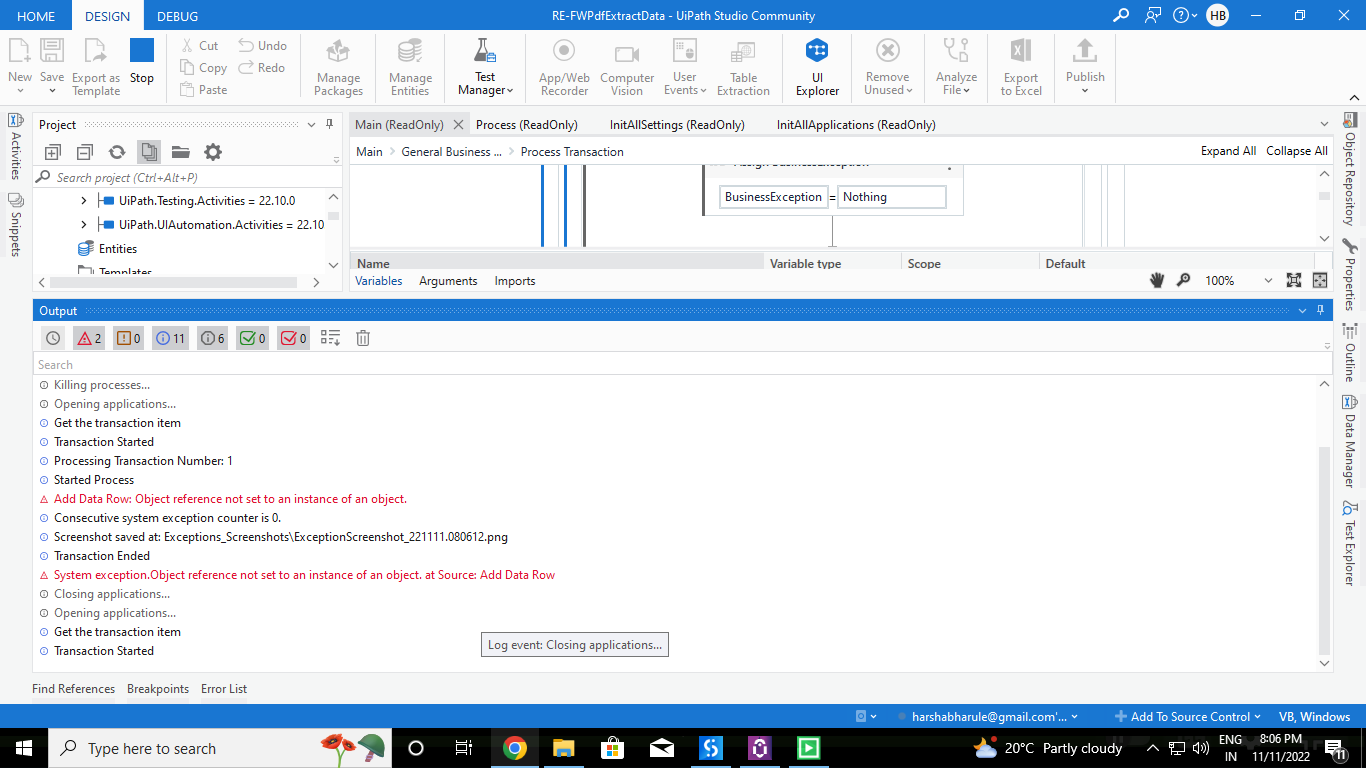 HOME DESIGN DEBUG RE-FWPdfExtractData - UiPath Studio Community HB
New Save Export as Template Stop Cut Copy Paste Undo Redo Manage Packages Manage Entities Test Manager App/Web Recorder Computer Vision User Events Table Extraction UI Explorer Remove Unused Analyze File Export to Excel Publish
Activities
Snippets
Project
Search project (Ctrl+Alt+P)
UiPath.Testing.Activities = 22.10.0
UiPath.UIAutomation.Activities = 22.10
Entities
Templates
Main (ReadOnly) Process (ReadOnly) InitAllSettings (ReadOnly) InitAllApplications (ReadOnly)
Main General Business ... Process Transaction Expand All Collapse All
Assign BusinessException
BusinessException = Nothing
Name Variable type Scope Default
Variables Arguments Imports 100%
Object Repository
Properties
Outline
Data Manager
Test Explorer
Output
2 0 11 6 0 0
Search
Killing processes...
Opening applications...
Get the transaction item
Transaction Started
Processing Transaction Number: 1
Started Process
Add Data Row: Object reference not set to an instance of an object.
Consecutive system exception counter is 0.
Screenshot saved at: Exceptions_Screenshots\ExceptionScreenshot_221111.080612.png
Transaction Ended
System exception.Object reference not set to an instance of an object. at Source: Add Data Row
Closing applications...
Opening applications...
Get the transaction item
Log event: Closing applications...
Transaction Started
Find References Breakpoints Error List
harshabharule@gmail.com'... Add To Source Control VB, Windows
Type here to search 20°C Partly cloudy ENG IN 8:06 PM 11/11/2022 11